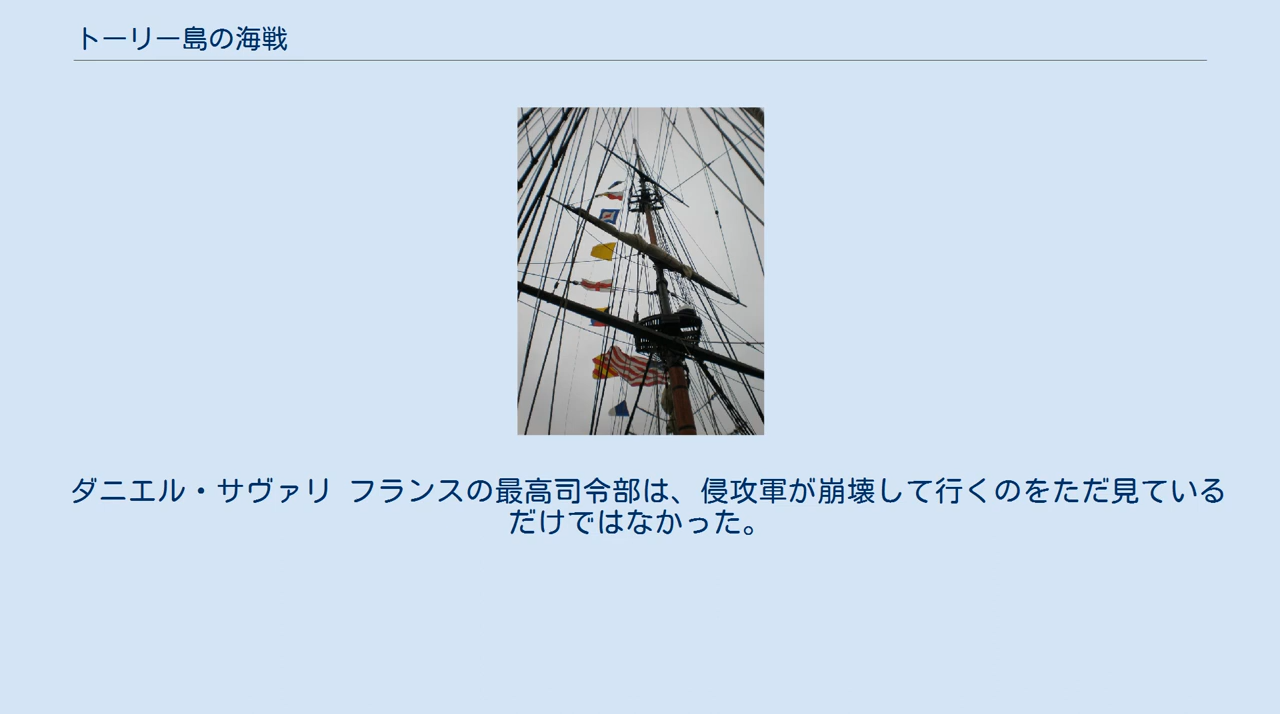 トーリー島の海戦
ダニエル・サヴァリ フランスの最高司令部は、侵攻軍が崩壊して行くのをただ見ている
だけではなかった。